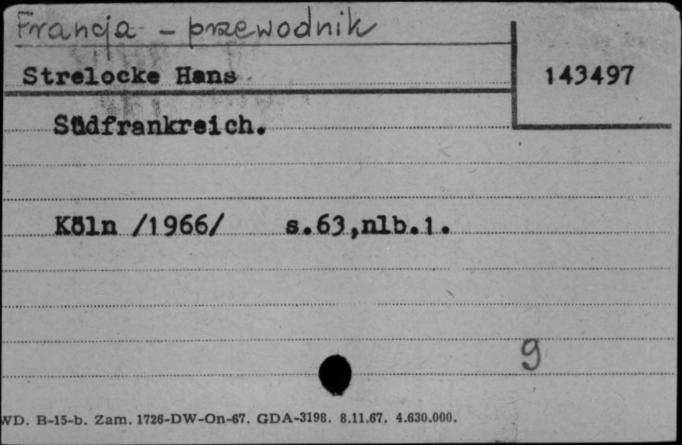 Francja - przewodnik
Strelocke Hans
143497
Südfrankreich.
Köln /1966/ s.63,nlb.1.
9
WD. B-15-b. Zam. 1726-DW-On-67. GDA-3198. 8.11.67. 4.630.000.